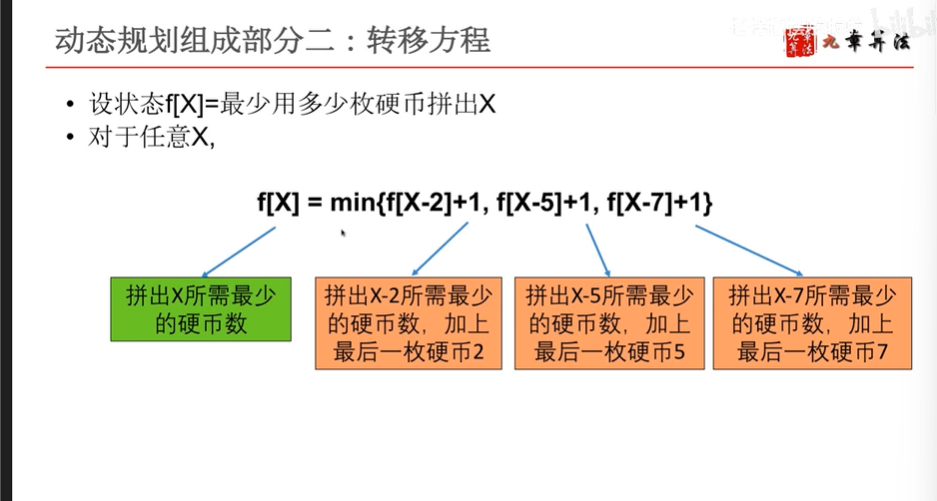 动态规划组成部分二：转移方程
九章算法
九章算法
• 设状态f[X]=最少用多少枚硬币拼出X
• 对于任意X,
f[X] = min{f[X-2]+1, f[X-5]+1, f[X-7]+1}
拼出X所需最少
的硬币数
拼出X-2所需最少
的硬币数，加上
最后一枚硬币2
拼出X-5所需最少
的硬币数，加上
最后一枚硬币5
拼出X-7所需最少
的硬币数，加上
最后一枚硬币7